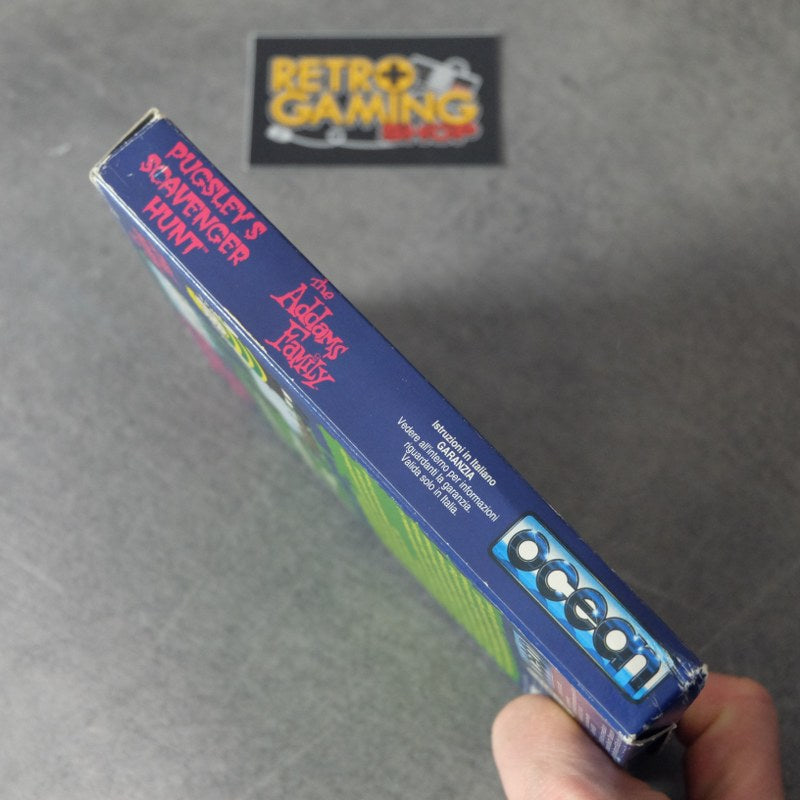 RETRO
GAMING
SHOP
PUGSLEY'S
SCAVENGER
HUNT™
the
Addams
Family
Istruzioni in Italiano
GARANZIA
Vedere all'interno per informazioni
riguardanti la garanzia.
Valida solo in Italia.
ocean